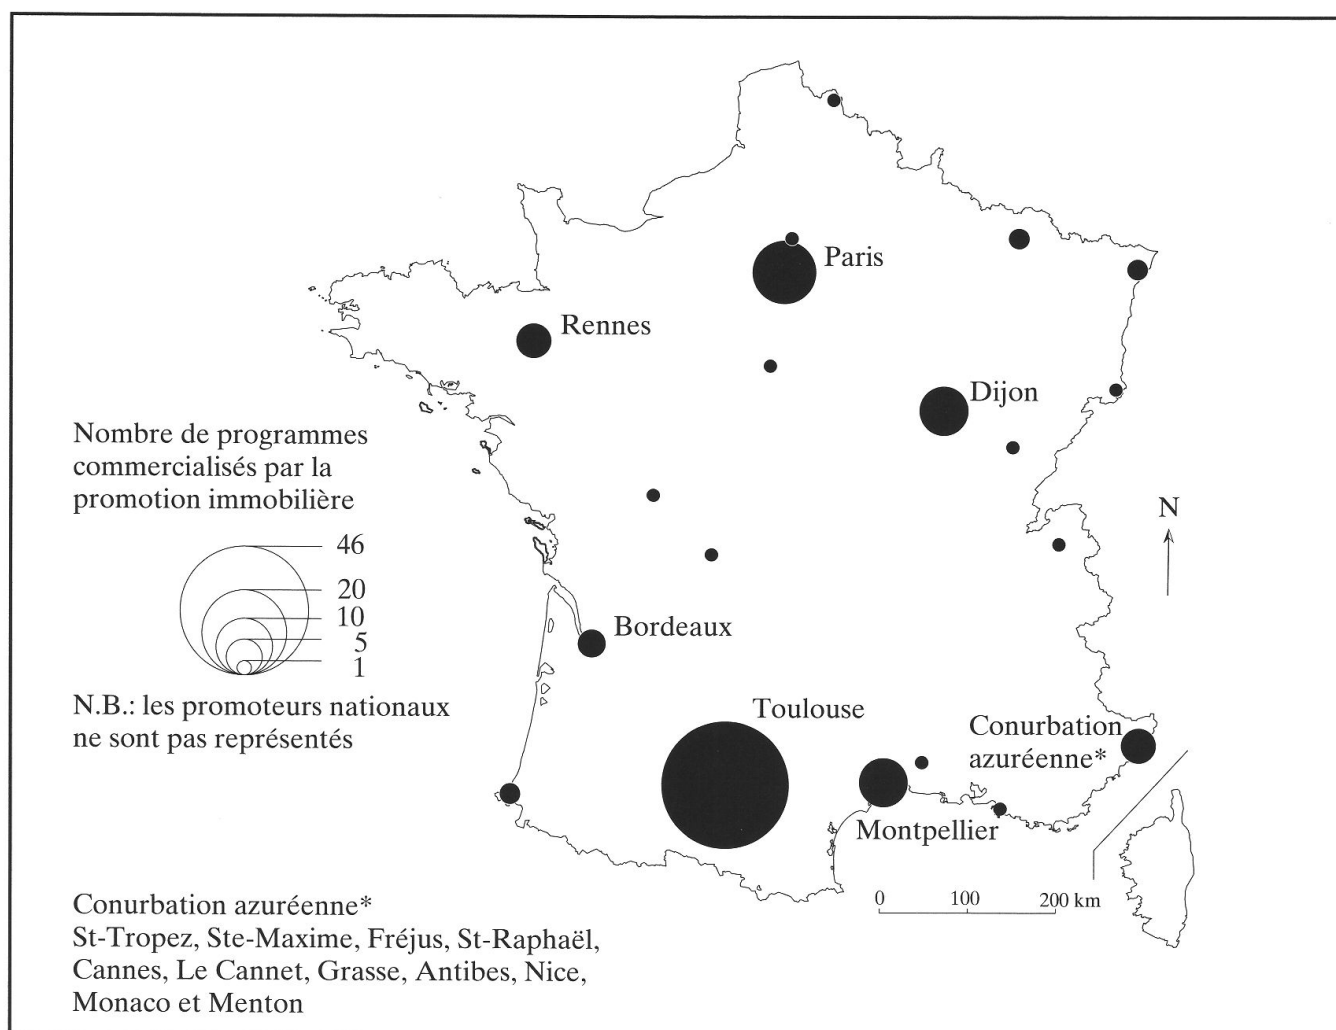 Paris
Rennes
Dijon
Nombre de programmes
commercialisés par la
promotion immobilière
46
20
10
5
1
N.B.: les promoteurs nationaux
ne sont pas représentés
N
Bordeaux
Toulouse
Conurbation
azuréenne*
Montpellier
0 100 200 km
Conurbation azuréenne*
St-Tropez, Ste-Maxime, Fréjus, St-Raphaël,
Cannes, Le Cannet, Grasse, Antibes, Nice,
Monaco et Menton